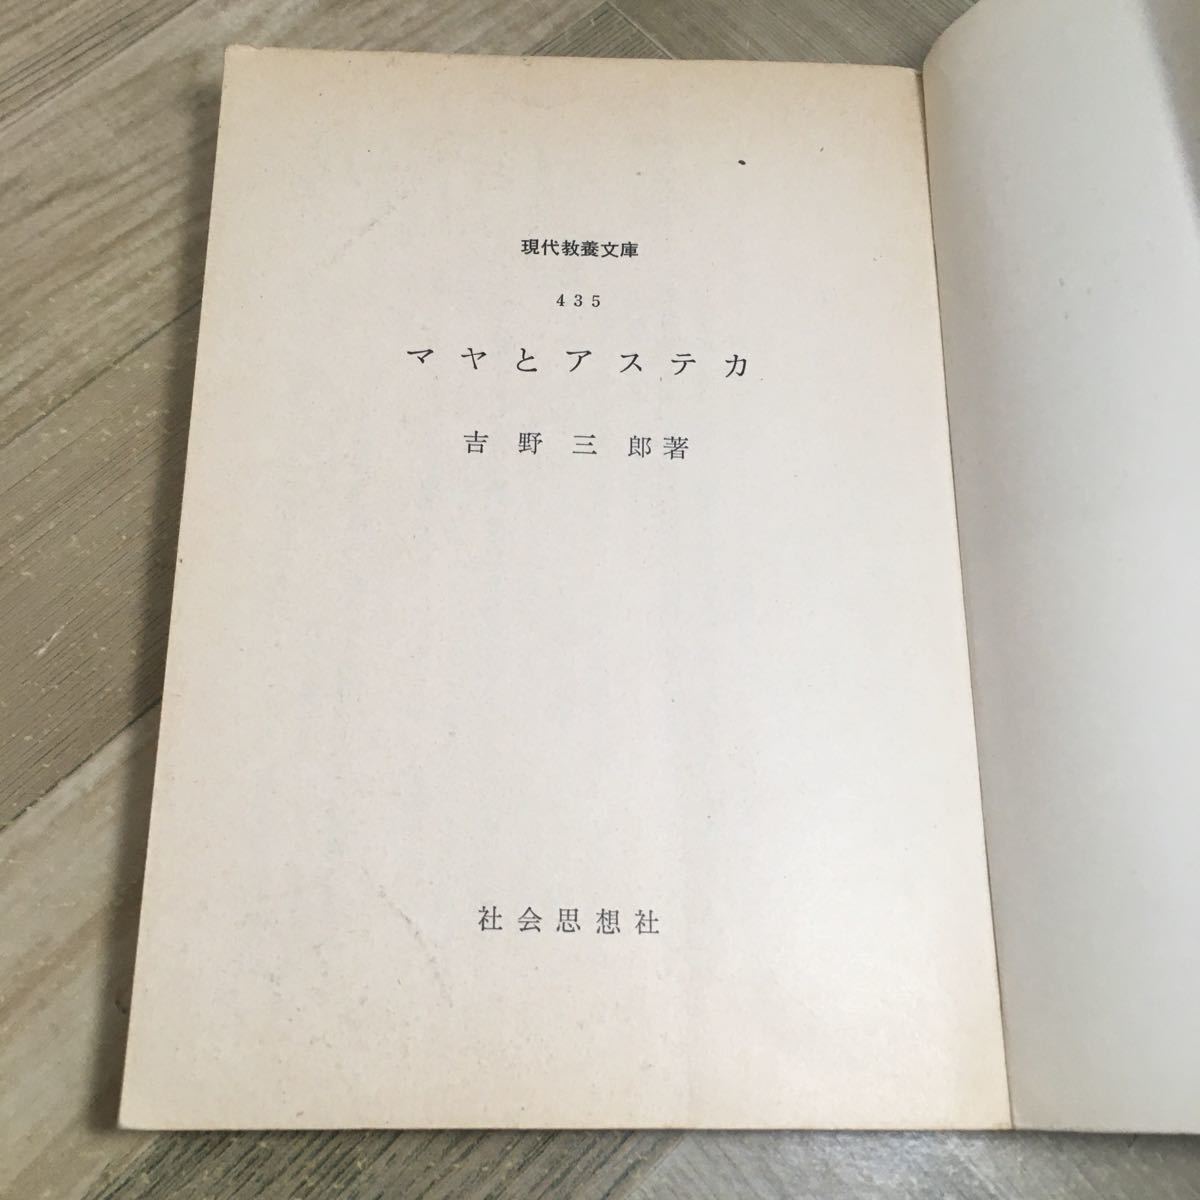 現代教養文庫
435
マヤとアステカ
吉野三郎著
社会思想社